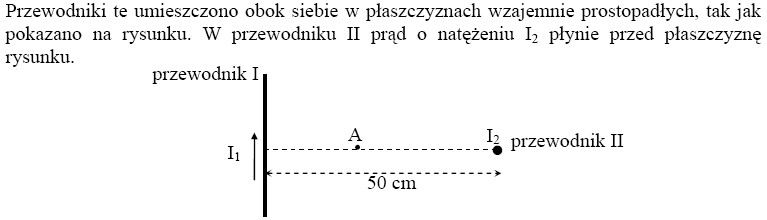 Przewodniki te umieszczono obok siebie w płaszczyznach wzajemnie prostopadłych, tak jak
pokazano na rysunku. W przewodniku II prąd o natężeniu I₂ płynie przed płaszczyznę
rysunku.
przewodnik I
A
I₂
przewodnik II
I₁
50 cm